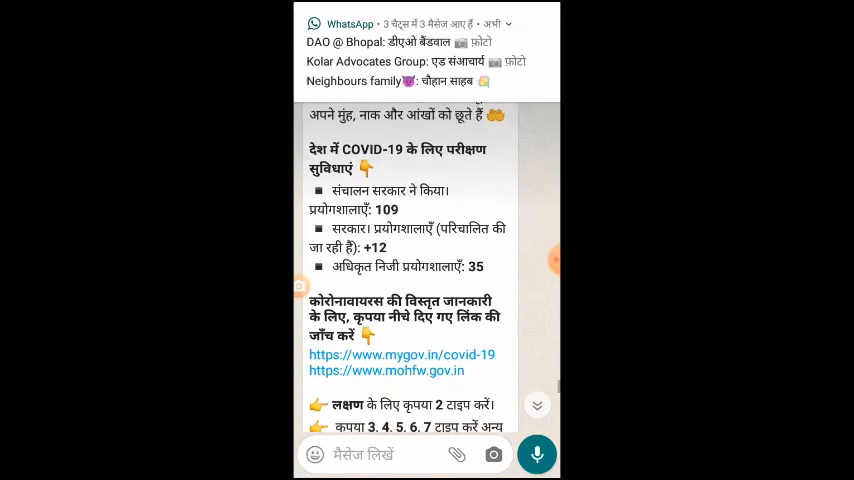 WhatsApp • 3 चैट्स में 3 मैसेज आए हैं • अभी
DAO @ Bhopal: डीएओ बैंडवाल 📷 फ़ोटो
Kolar Advocates Group: एड संआचार्य 📷 फ़ोटो
Neighbours family😈: चौहान साहब
अपने मुंह, नाक और आंखों को छूते हैं 🤲
देश में COVID-19 के लिए परीक्षण
सुविधाएं 👇
▪ संचालन सरकार ने किया।
प्रयोगशालाएँ: 109
▪ सरकार। प्रयोगशालाएँ (परिचालित की
जा रही हैं): +12
▪ अधिकृत निजी प्रयोगशालाएँ: 35
कोरोनावायरस की विस्तृत जानकारी
के लिए, कृपया नीचे दिए गए लिंक की
जाँच करें 👇
https://www.mygov.in/covid-19
https://www.mohfw.gov.in
👉 लक्षण के लिए कृपया 2 टाइप करें।
👉 कृपया 3, 4, 5, 6, 7 टाइप करें अन्य
मैसेज लिखें